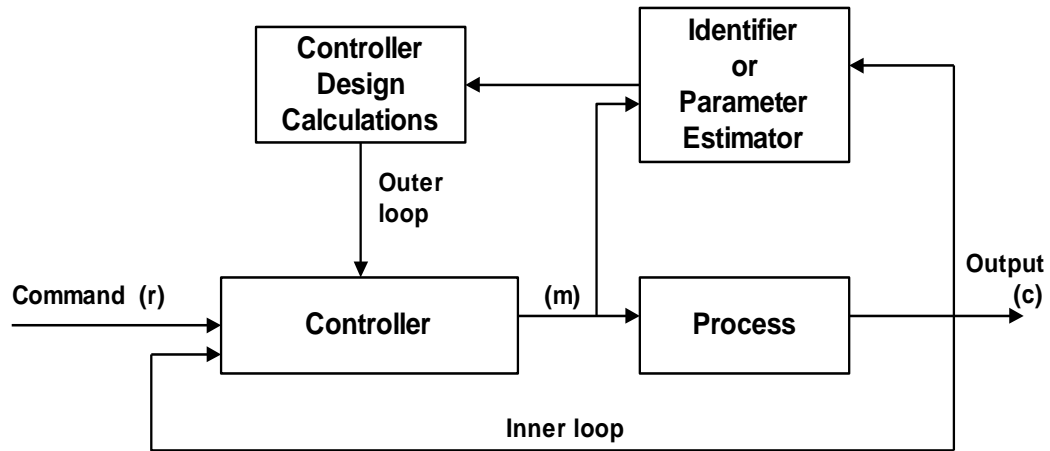 Controller
Design
Calculations
Identifier
or
Parameter
Estimator
Outer
loop
Command (r)
Controller
(m)
Process
Output
(c)
Inner loop